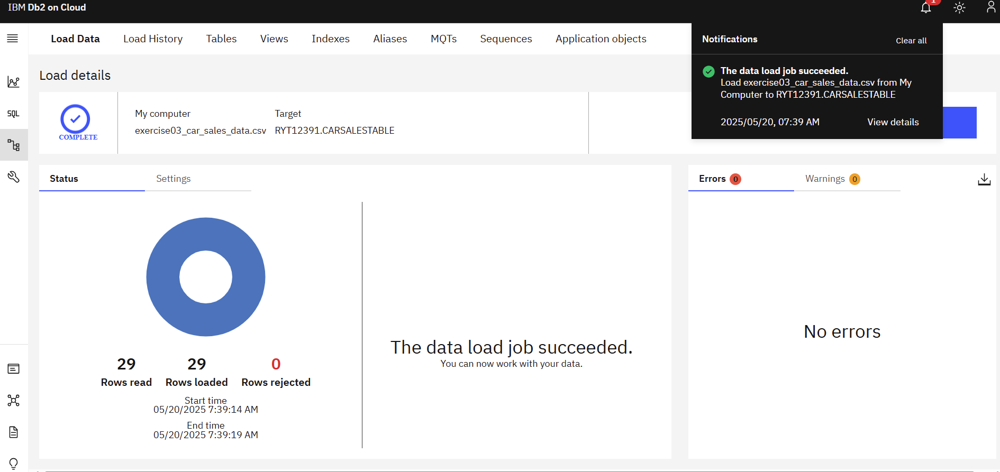 IBM Db2 on Cloud
1
Load Data
Load History
Tables
Views
Indexes
Aliases
MQTs
Sequences
Application objects
Notifications
Clear all
The data load job succeeded.
Load exercise03_car_sales_data.csv from My
Computer to RYT12391.CARSALESTABLE
2025/05/20, 07:39 AM
View details
SQL
Load details
COMPLETE
My computer
exercise03_car_sales_data.csv
Target
RYT12391.CARSALESTABLE
Status
Settings
29
Rows read
29
Rows loaded
0
Rows rejected
Start time
05/20/2025 7:39:14 AM
End time
05/20/2025 7:39:19 AM
The data load job succeeded.
You can now work with your data.
Errors 0
Warnings 0
No errors